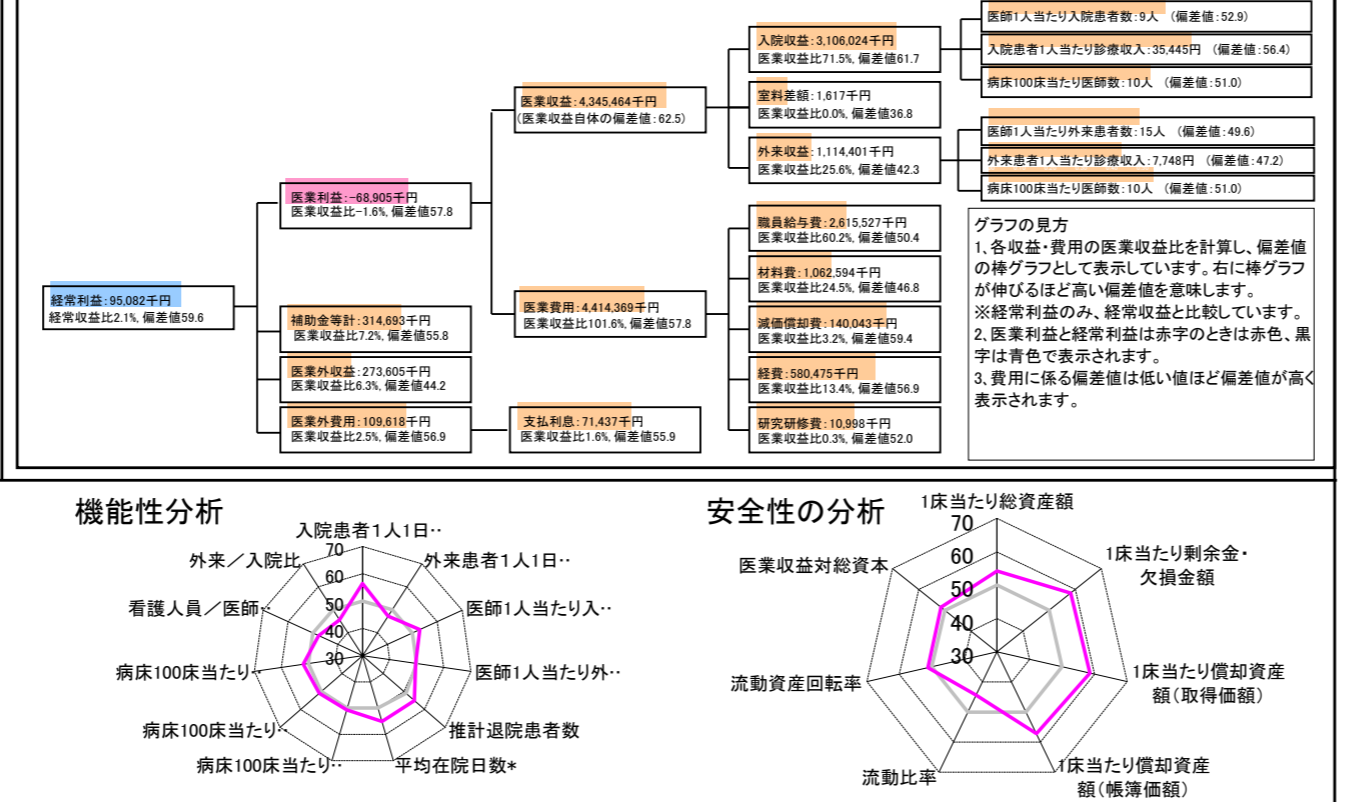 医師1人当たり入院患者数:9人 (偏差値:52.9)
入院収益:3,106,024千円
医業収益比71.5%, 偏差値61.7
入院患者1人当たり診療収入:35,445円 (偏差値:56.4)
病床100床当たり医師数:10人 (偏差値:51.0)
医業収益:4,345,464千円
(医業収益自体の偏差値:62.5)
室料差額:1,617千円
医業収益比0.0%, 偏差値36.8
医師1人当たり外来患者数:15人 (偏差値:49.6)
外来収益:1,114,401千円
医業収益比25.6%, 偏差値42.3
外来患者1人当たり診療収入:7,748円 (偏差値:47.2)
病床100床当たり医師数:10人 (偏差値:51.0)
医業利益:-68,905千円
医業収益比-1.6%, 偏差値57.8
職員給与費:2,615,527千円
医業収益比60.2%, 偏差値50.4
材料費:1,062,594千円
医業収益比24.5%, 偏差値46.8
経常利益:95,082千円
経常収益比2.1%, 偏差値59.6
補助金等計:314,693千円
医業収益比7.2%, 偏差値55.8
医業費用:4,414,369千円
医業収益比101.6%, 偏差値57.8
減価償却費:140,043千円
医業収益比3.2%, 偏差値59.4
医業外収益:273,605千円
医業収益比6.3%, 偏差値44.2
経費:580,475千円
医業収益比13.4%, 偏差値56.9
医業外費用:109,618千円
医業収益比2.5%, 偏差値56.9
支払利息:71,437千円
医業収益比1.6%, 偏差値55.9
研究研修費:10,998千円
医業収益比0.3%, 偏差値52.0
グラフの見方
1、各収益・費用の医業収益比を計算し、偏差値
の棒グラフとして表示しています。右に棒グラフ
が伸びるほど高い偏差値を意味します。
※経常利益のみ、経常収益と比較しています。
2、医業利益と経常利益は赤字のときは赤色、黒
字は青色で表示されます。
3、費用に係る偏差値は低い値ほど偏差値が高く
表示されます。
機能性分析
入院患者1人1日‥
外来患者1人1日‥
医師1人当たり入‥
医師1人当たり外‥
推計退院患者数
平均在院日数*
病床100床当たり‥
病床100床当たり‥
病床100床当たり‥
看護人員/医師‥
外来/入院比
70
60
50
40
30
安全性の分析
1床当たり総資産額
1床当たり剰余金・
欠損金額
1床当たり償却資産
額(取得価額)
1床当たり償却資産
額(帳簿価額)
流動比率
流動資産回転率
医業収益対総資本
70
60
50
40
30